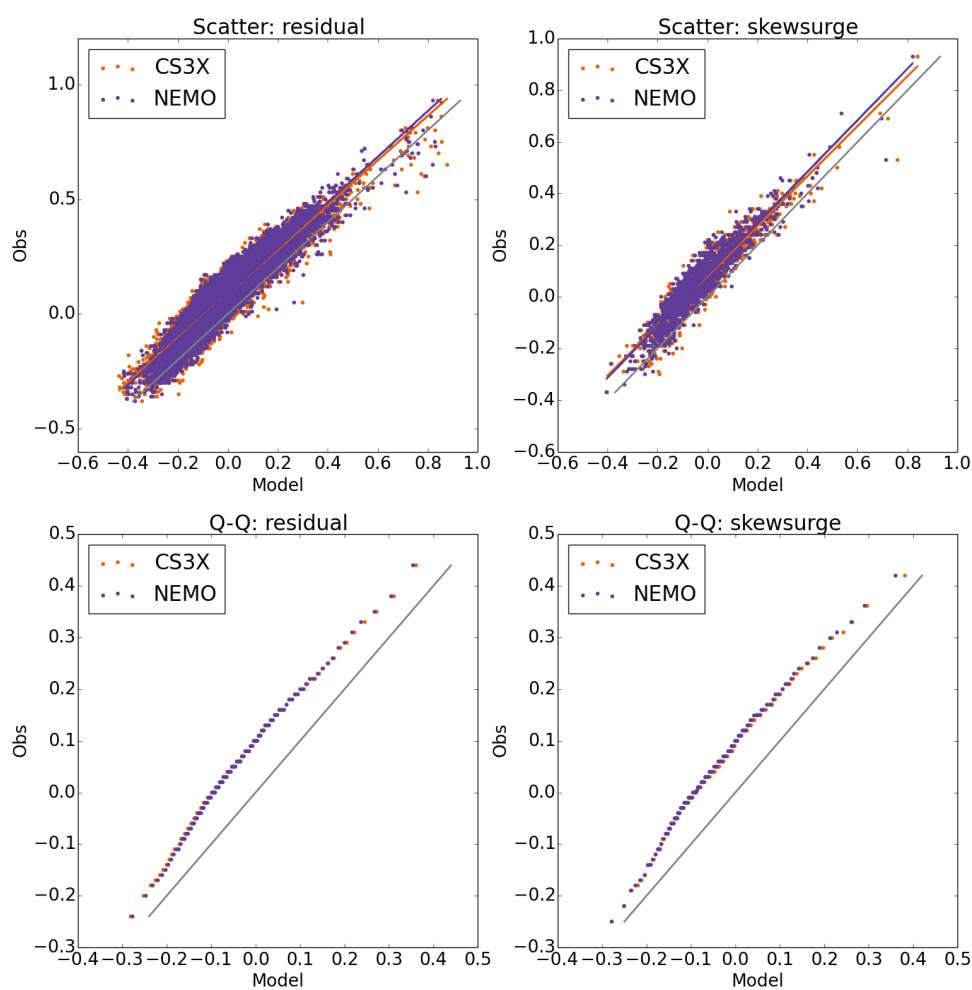 Scatter: residual
CS3X
NEMO
1.0
0.5
0.0
−0.5
Obs
−0.6 −0.4 −0.2 0.0 0.2 0.4 0.6 0.8 1.0
Model
Scatter: skewsurge
CS3X
NEMO
1.0
0.8
0.6
0.4
0.2
0.0
−0.2
−0.4
−0.6
Obs
−0.6 −0.4 −0.2 0.0 0.2 0.4 0.6 0.8 1.0
Model
Q-Q: residual
CS3X
NEMO
0.5
0.4
0.3
0.2
0.1
0.0
−0.1
−0.2
−0.3
Obs
−0.4 −0.3 −0.2 −0.1 0.0 0.1 0.2 0.3 0.4 0.5
Model
Q-Q: skewsurge
CS3X
NEMO
0.5
0.4
0.3
0.2
0.1
0.0
−0.1
−0.2
−0.3
Obs
−0.4 −0.3 −0.2 −0.1 0.0 0.1 0.2 0.3 0.4 0.5
Model